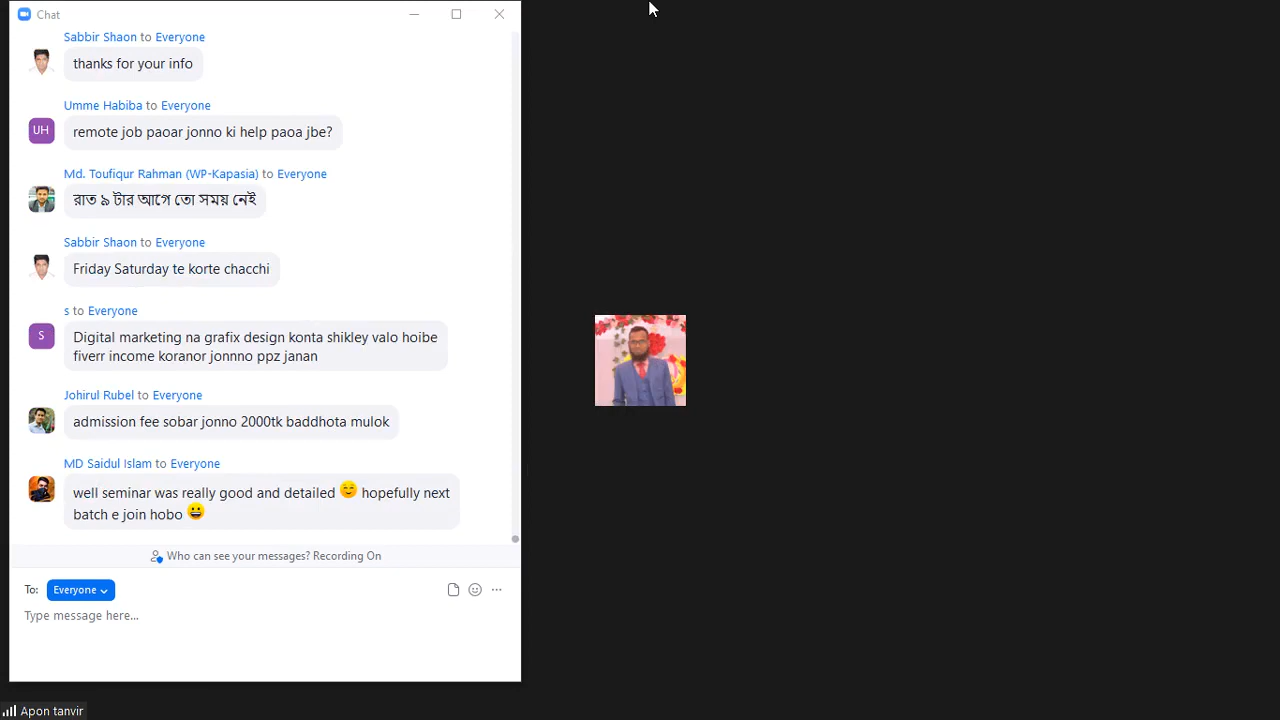 Chat
Sabbir Shaon to Everyone
thanks for your info
Umme Habiba to Everyone
UH
remote job paoar jonno ki help paoa jbe?
Md. Toufiqur Rahman (WP-Kapasia) to Everyone
রাত ৯ টার আগে তো সময় নেই
Sabbir Shaon to Everyone
Friday Saturday te korte chacchi
s to Everyone
S
Digital marketing na grafix design konta shikley valo hoibe
fiverr income koranor jonnno ppz janan
Johirul Rubel to Everyone
admission fee sobar jonno 2000tk baddhota mulok
MD Saidul Islam to Everyone
well seminar was really good and detailed 😊 hopefully next
batch e join hobo 😀
Who can see your messages? Recording On
To: Everyone
Type message here...
Apon tanvir